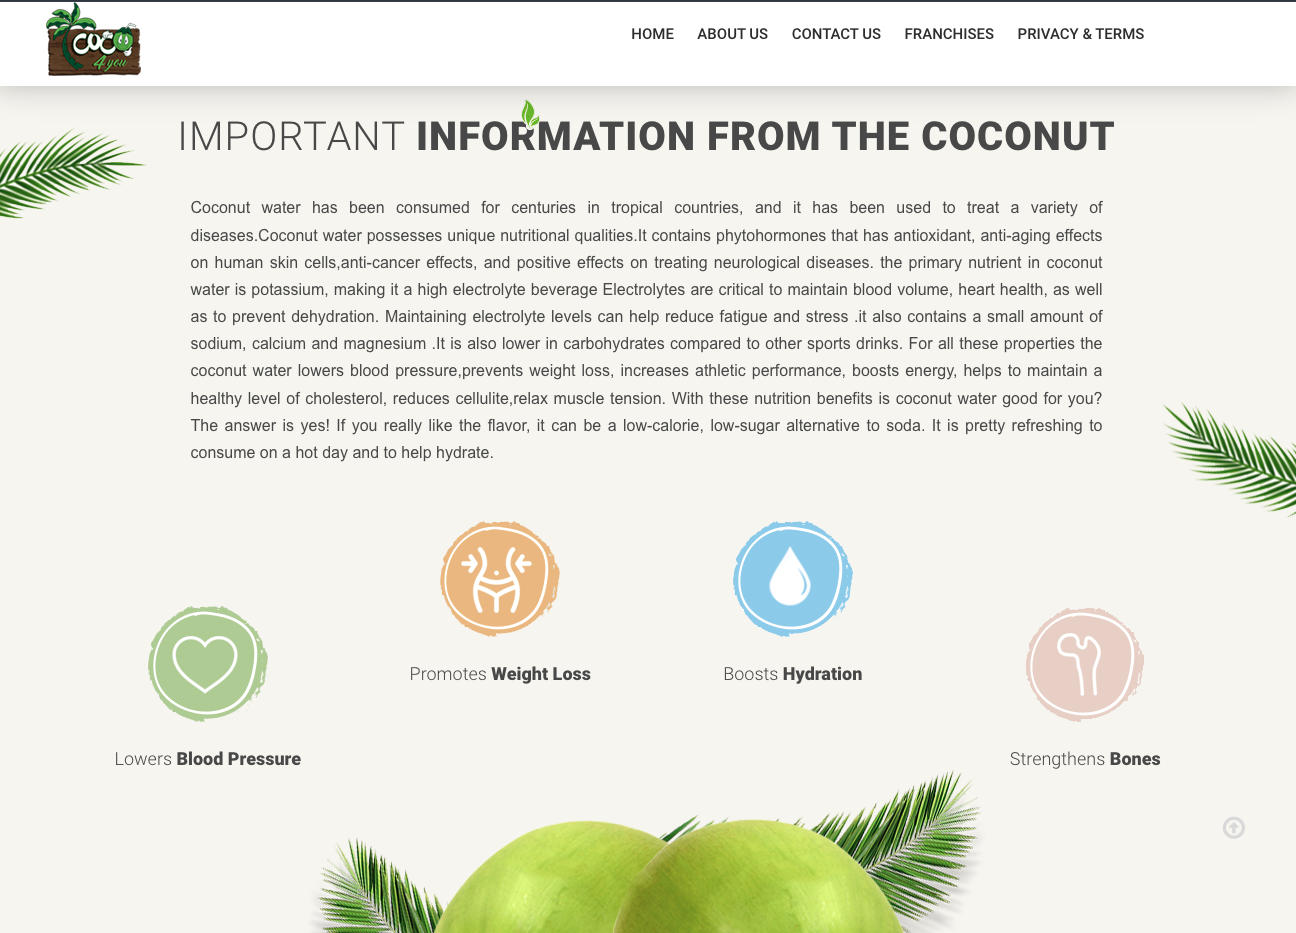 COCO
4 you
HOME ABOUT US CONTACT US FRANCHISES PRIVACY & TERMS
IMPORTANT INFORMATION FROM THE COCONUT
Coconut water has been consumed for centuries in tropical countries, and it has been used to treat a variety of
diseases.Coconut water possesses unique nutritional qualities.It contains phytohormones that has antioxidant, anti-aging effects
on human skin cells,anti-cancer effects, and positive effects on treating neurological diseases. the primary nutrient in coconut
water is potassium, making it a high electrolyte beverage Electrolytes are critical to maintain blood volume, heart health, as well
as to prevent dehydration. Maintaining electrolyte levels can help reduce fatigue and stress .it also contains a small amount of
sodium, calcium and magnesium .It is also lower in carbohydrates compared to other sports drinks. For all these properties the
coconut water lowers blood pressure,prevents weight loss, increases athletic performance, boosts energy, helps to maintain a
healthy level of cholesterol, reduces cellulite,relax muscle tension. With these nutrition benefits is coconut water good for you?
The answer is yes! If you really like the flavor, it can be a low-calorie, low-sugar alternative to soda. It is pretty refreshing to
consume on a hot day and to help hydrate.
Promotes Weight Loss
Boosts Hydration
Lowers Blood Pressure
Strengthens Bones